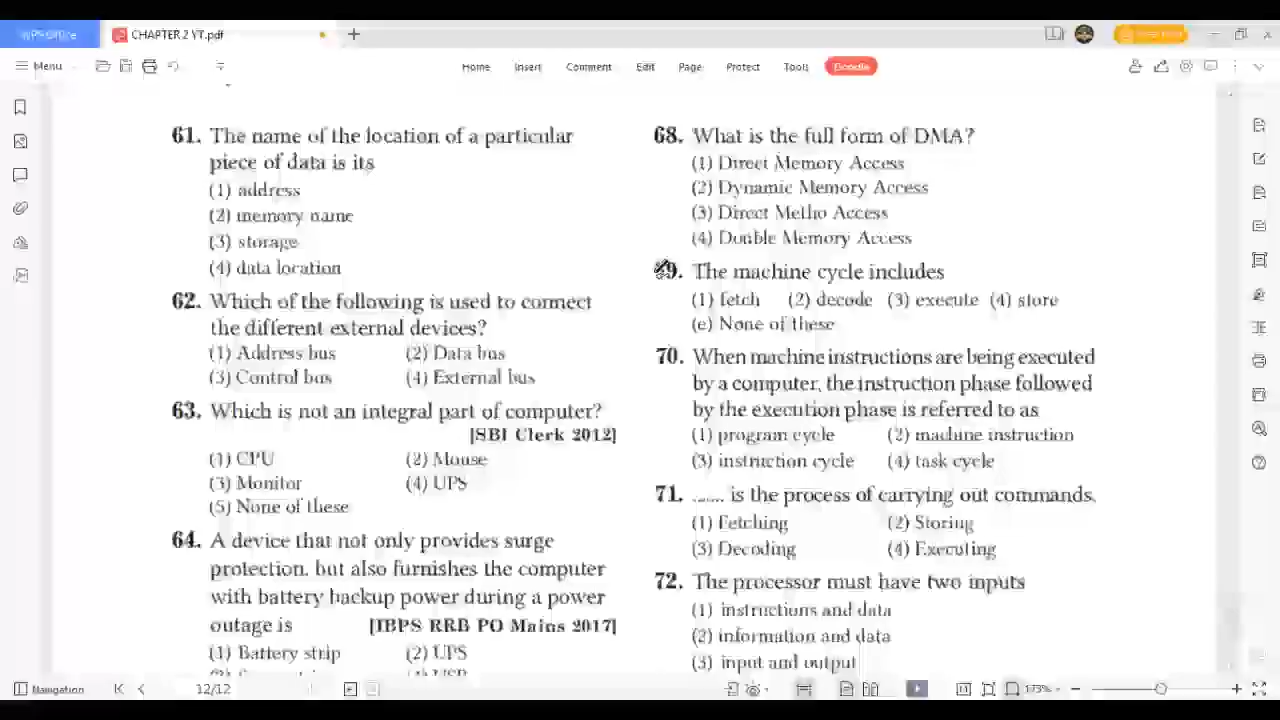 WPS Office
CHAPTER 2 YT.pdf
Menu
Home Insert Comment Edit Page Protect Tools Doodle
61. The name of the location of a particular
piece of data is its
(1) address
(2) memory name
(3) storage
(4) data location
62. Which of the following is used to connect
the different external devices?
(1) Address bus (2) Data bus
(3) Control bus (4) External bus
63. Which is not an integral part of computer?
[SBI Clerk 2012]
(1) CPU (2) Mouse
(3) Monitor (4) UPS
(5) None of these
64. A device that not only provides surge
protection, but also furnishes the computer
with battery backup power during a power
outage is [IBPS RRB PO Mains 2017]
(1) Battery strip (2) UPS
68. What is the full form of DMA?
(1) Direct Memory Access
(2) Dynamic Memory Access
(3) Direct Metho Access
(4) Double Memory Access
69. The machine cycle includes
(1) fetch (2) decode (3) execute (4) store
(e) None of these
70. When machine instructions are being executed
by a computer, the instruction phase followed
by the execution phase is referred to as
(1) program cycle (2) machine instruction
(3) instruction cycle (4) task cycle
71. ...... is the process of carrying out commands.
(1) Fetching (2) Storing
(3) Decoding (4) Executing
72. The processor must have two inputs
(1) instructions and data
(2) information and data
(3) input and output
Navigation 12/12 173%